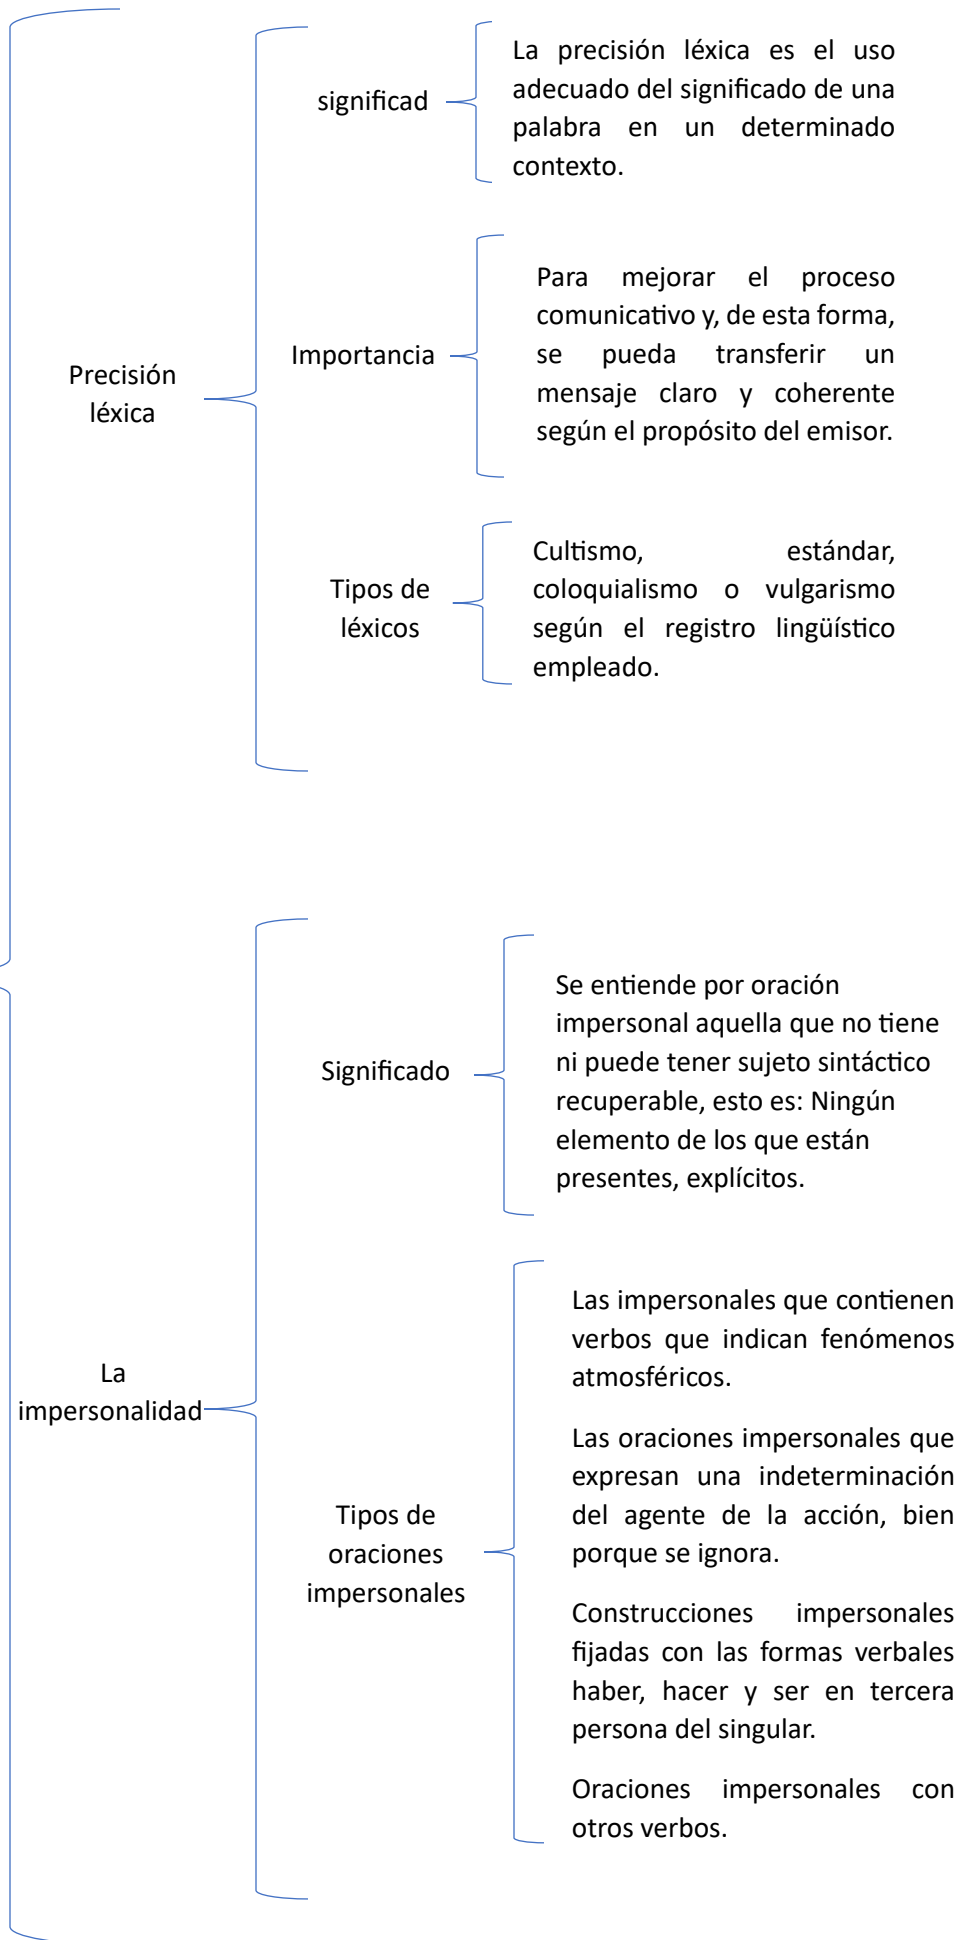 Precisión
léxica
significad
La precisión léxica es el uso
adecuado del significado de una
palabra en un determinado
contexto.
Importancia
Para mejorar el proceso
comunicativo y, de esta forma,
se pueda transferir un
mensaje claro y coherente
según el propósito del emisor.
Tipos de
léxicos
Cultismo, estándar,
coloquialismo o vulgarismo
según el registro lingüístico
empleado.
La
impersonalidad
Significado
Se entiende por oración
impersonal aquella que no tiene
ni puede tener sujeto sintáctico
recuperable, esto es: Ningún
elemento de los que están
presentes, explícitos.
Tipos de
oraciones
impersonales
Las impersonales que contienen
verbos que indican fenómenos
atmosféricos.
Las oraciones impersonales que
expresan una indeterminación
del agente de la acción, bien
porque se ignora.
Construcciones impersonales
fijadas con las formas verbales
haber, hacer y ser en tercera
persona del singular.
Oraciones impersonales con
otros verbos.